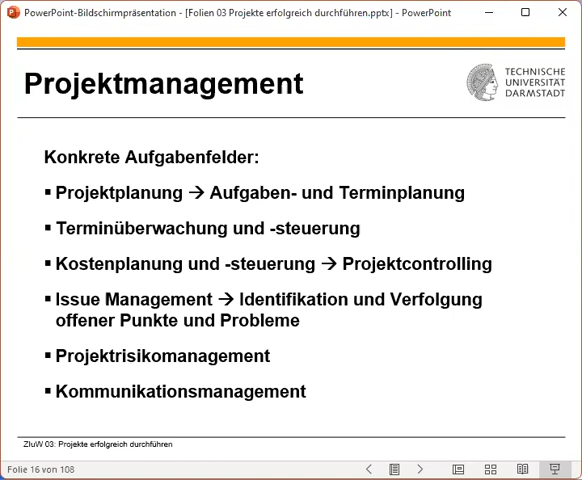 PowerPoint-Bildschirmpräsentation - [Folien 03 Projekte erfolgreich durchführen.pptx] - PowerPoint
Projektmanagement
TECHNISCHE
UNIVERSITÄT
DARMSTADT
Konkrete Aufgabenfelder:
▪ Projektplanung → Aufgaben- und Terminplanung
▪ Terminüberwachung und -steuerung
▪ Kostenplanung und -steuerung → Projektcontrolling
▪ Issue Management → Identifikation und Verfolgung
offener Punkte und Probleme
▪ Projektrisikomanagement
▪ Kommunikationsmanagement
ZIuW 03: Projekte erfolgreich durchführen
Folie 16 von 108